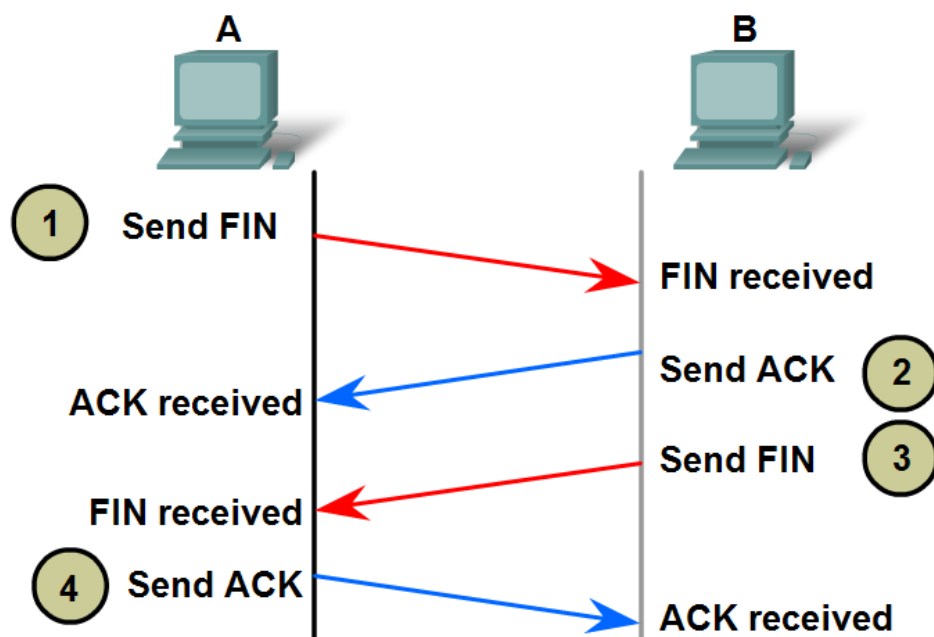 A
B
1
Send FIN
FIN received
Send ACK
2
ACK received
Send FIN
3
FIN received
4
Send ACK
ACK received